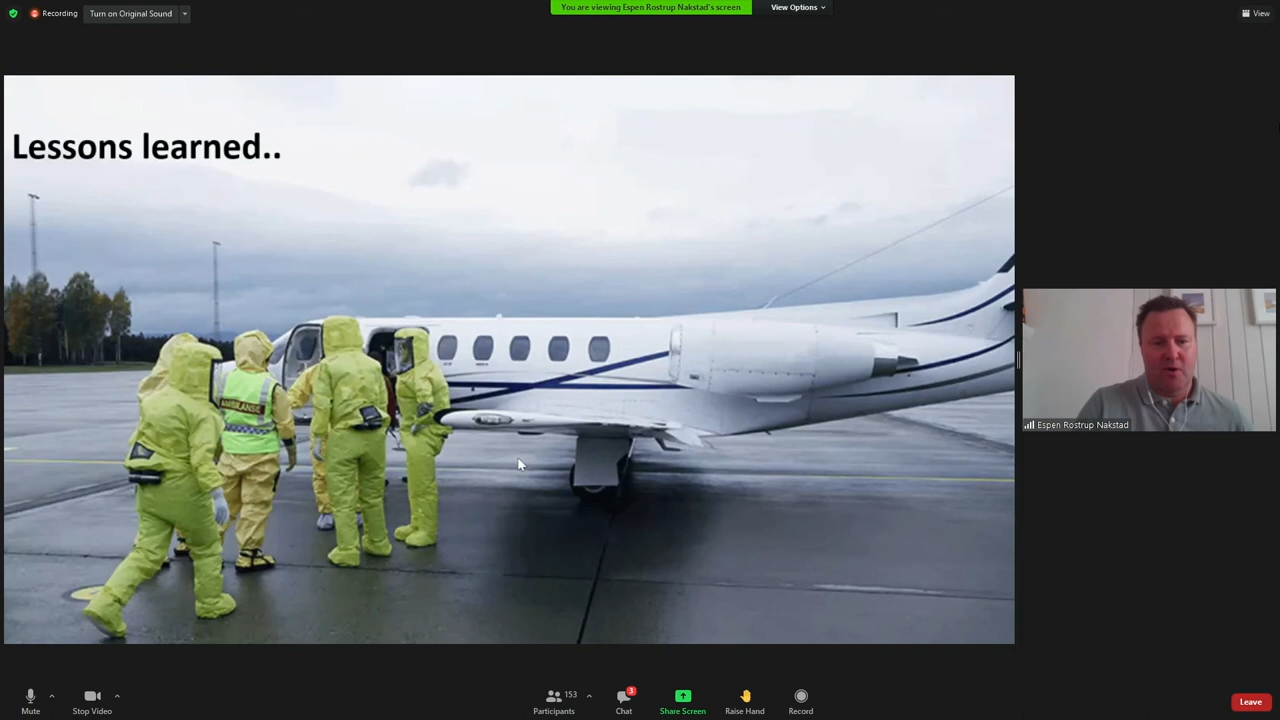 Recording
Turn on Original Sound
You are viewing Espen Rostrup Nakstad's screen
View Options
View
Lessons learned..
AMBULANSE
Espen Rostrup Nakstad
Mute
Stop Video
153
Participants
3
Chat
Share Screen
Raise Hand
Record
Leave